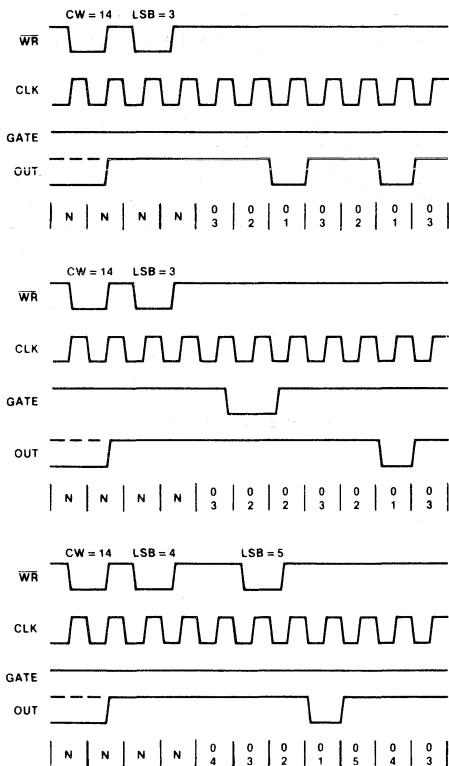 CW = 14 LSB = 3
WR
CLK
GATE
OUT.
N N N N 0 0 0 0 0 0 0
3 2 1 3 2 1 3
CW = 14 LSB = 3
WR
CLK
GATE
OUT
N N N N 0 0 0 0 0 0 0
3 2 2 3 2 1 3
CW = 14 LSB = 4 LSB = 5
WR
CLK
GATE
OUT
N N N N 0 0 0 0 0 0 0
4 3 2 1 5 4 3